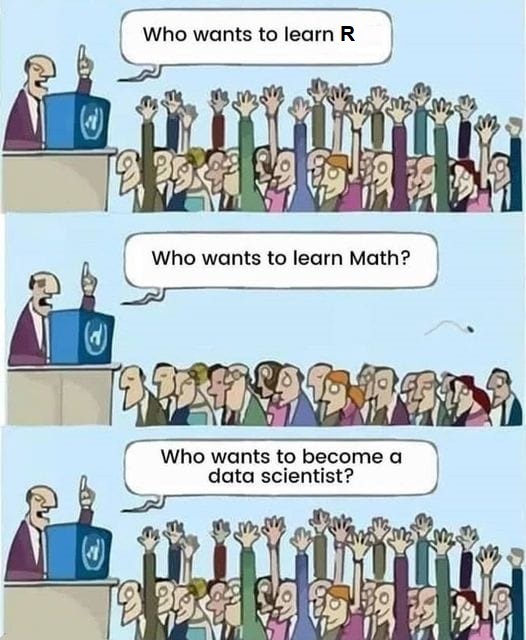 Who wants to learn R
Who wants to learn Math?
Who wants to become a
data scientist?